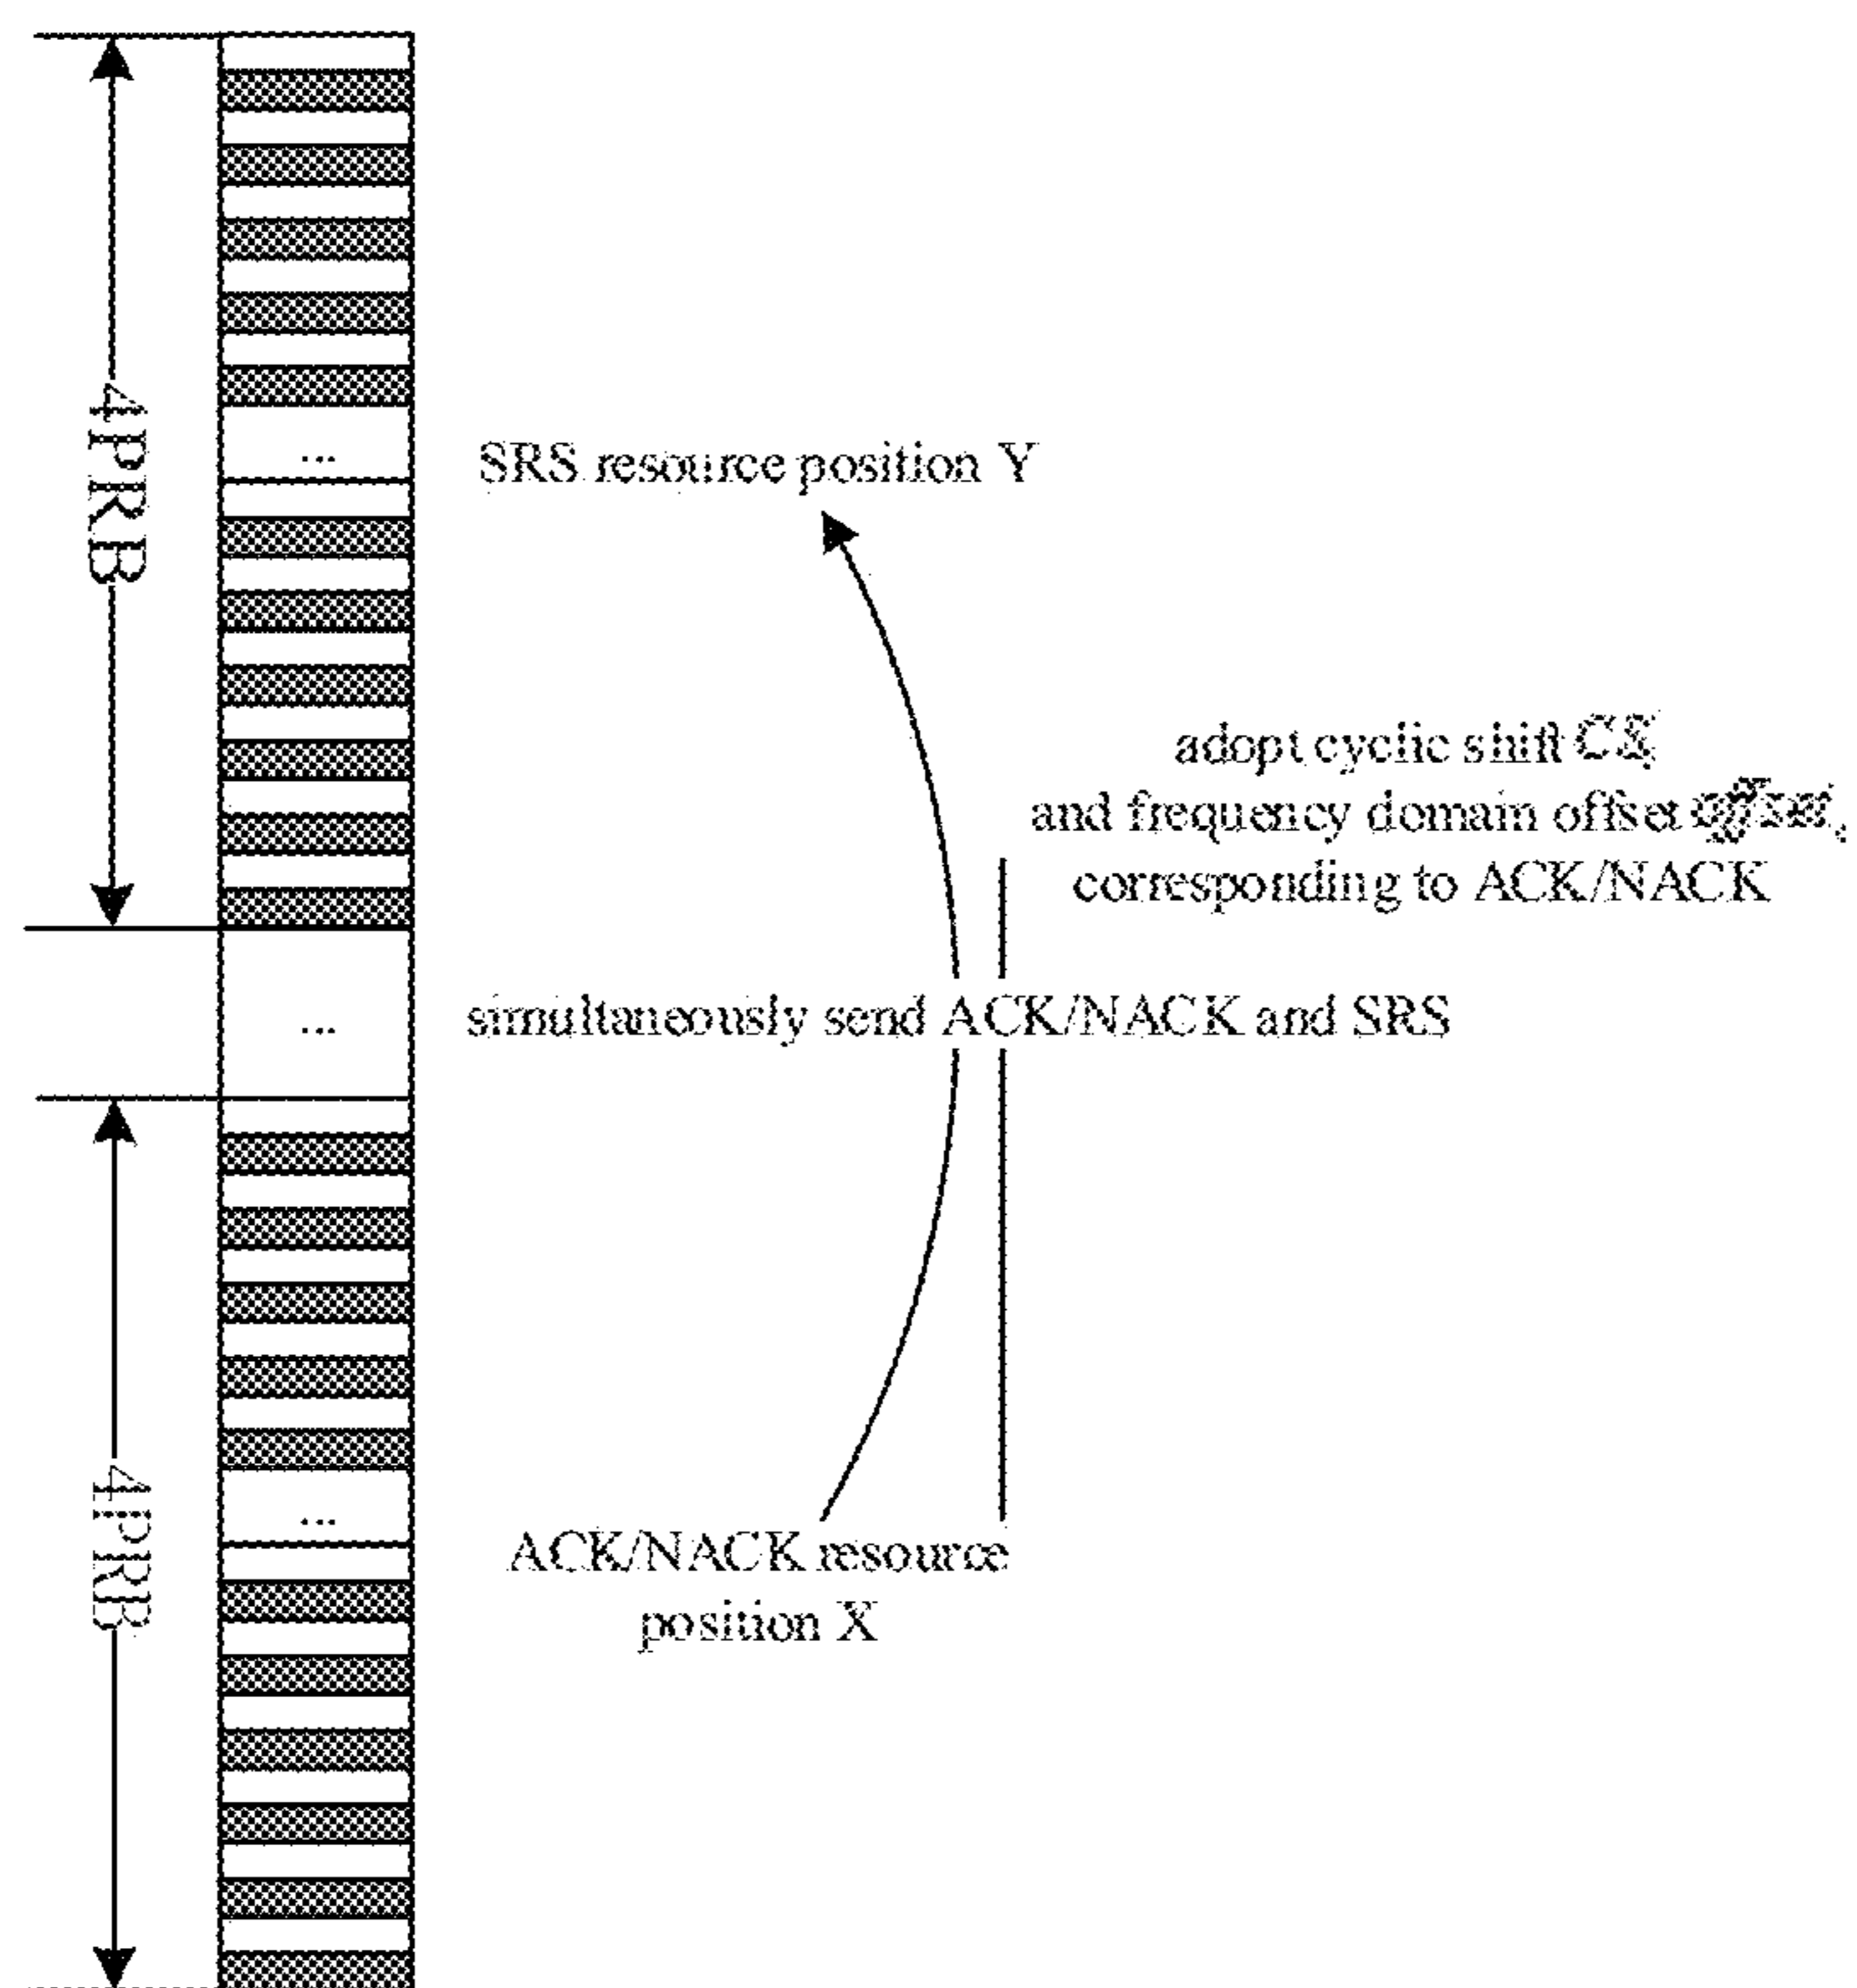 4PRB
...
SRS resource position Y
adopt cyclic shift
and frequency domain offset
corresponding to ACK/NACK
...
simultaneously send ACK/NACK and SRS
4PRB
...
ACK/NACK resource
position X